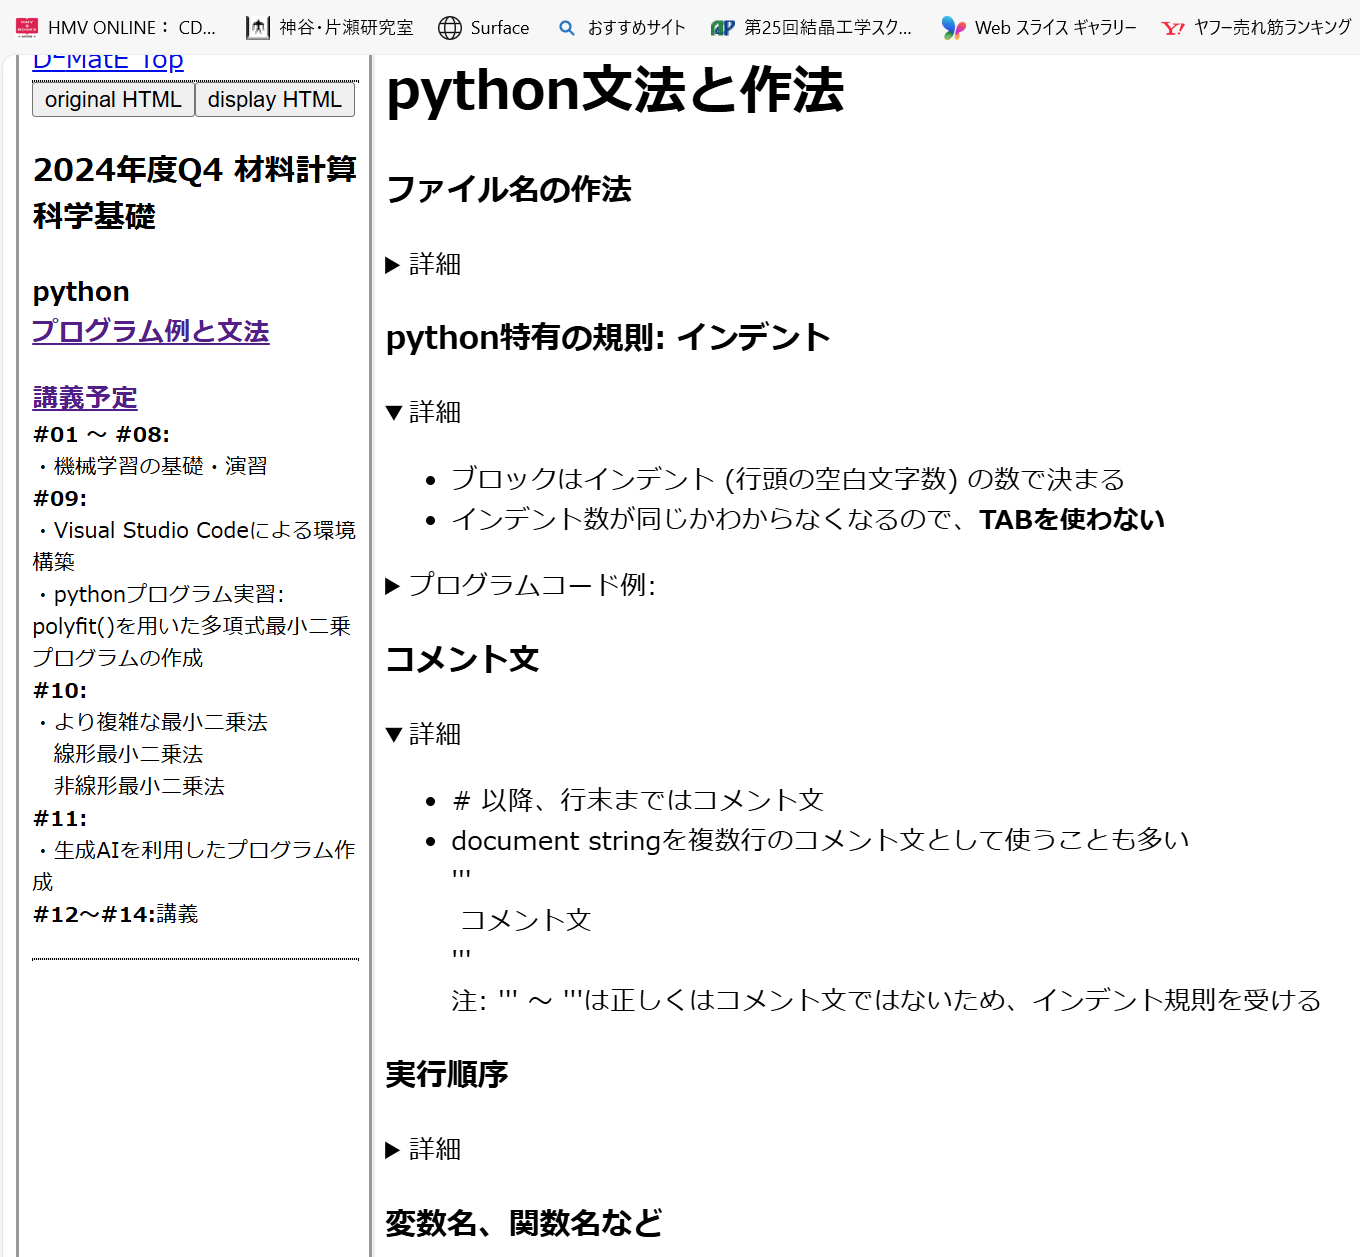 HMV ONLINE： CD...
神谷･片瀬研究室
Surface
おすすめサイト
第25回結晶工学スク...
Web スライス ギャラリー
ヤフー売れ筋ランキング
D²MatE Top
original HTML
display HTML
2024年度Q4 材料計算
科学基礎
python
プログラム例と文法
講義予定
#01 ～ #08:
・機械学習の基礎・演習
#09:
・Visual Studio Codeによる環境
構築
・pythonプログラム実習:
polyfit()を用いた多項式最小二乗
プログラムの作成
#10:
・より複雑な最小二乗法
線形最小二乗法
非線形最小二乗法
#11:
・生成AIを利用したプログラム作
成
#12～#14:講義
python文法と作法
ファイル名の作法
▶ 詳細
python特有の規則: インデント
▼ 詳細
• ブロックはインデント (行頭の空白文字数) の数で決まる
• インデント数が同じかわからなくなるので、TABを使わない
▶ プログラムコード例:
コメント文
▼ 詳細
• # 以降、行末まではコメント文
• document stringを複数行のコメント文として使うことも多い
'''
コメント文
'''
注: ''' ～ '''は正しくはコメント文ではないため、インデント規則を受ける
実行順序
▶ 詳細
変数名、関数名など